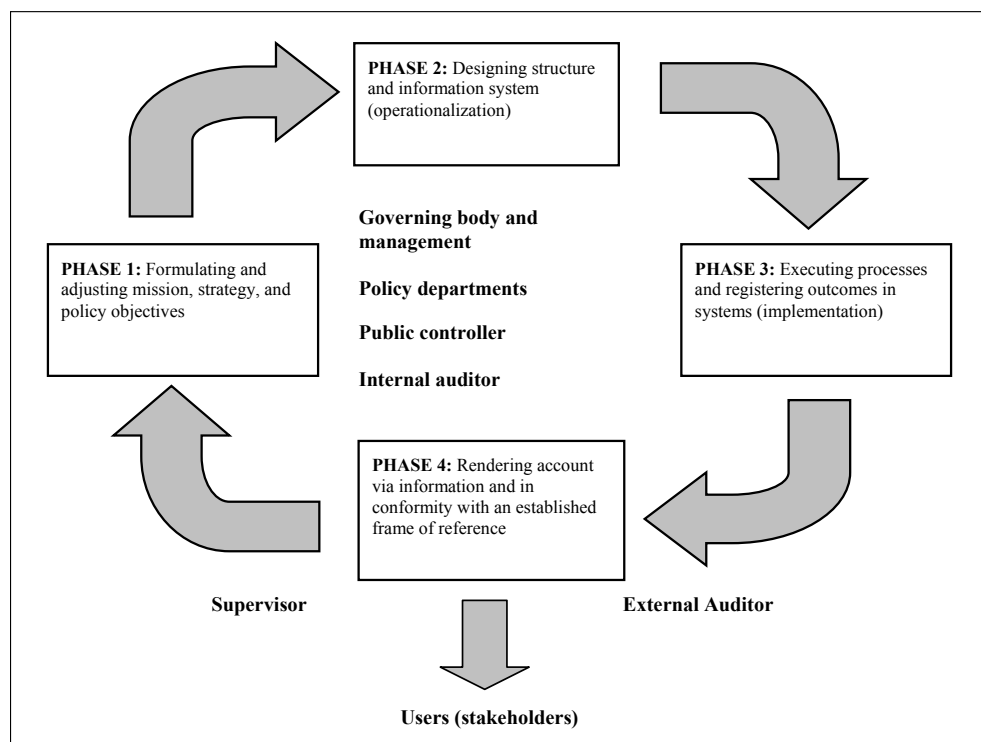 PHASE 2: Designing structure
and information system
(operationalization)
Governing body and
management
PHASE 1: Formulating and
adjusting mission, strategy, and
policy objectives
Policy departments
Public controller
Internal auditor
PHASE 3: Executing processes
and registering outcomes in
systems (implementation)
PHASE 4: Rendering account
via information and in
conformity with an established
frame of reference
Supervisor
External Auditor
Users (stakeholders)